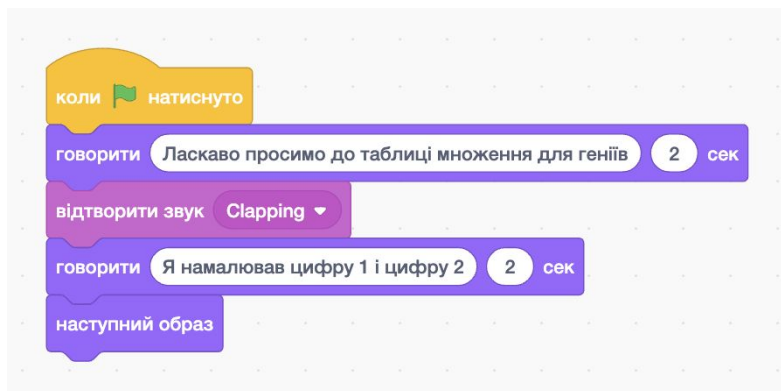 коли натиснуто
говорити Ласкаво просимо до таблиці множення для геніїв 2 сек
відтворити звук Clapping
говорити Я намалював цифру 1 і цифру 2 2 сек
наступний образ